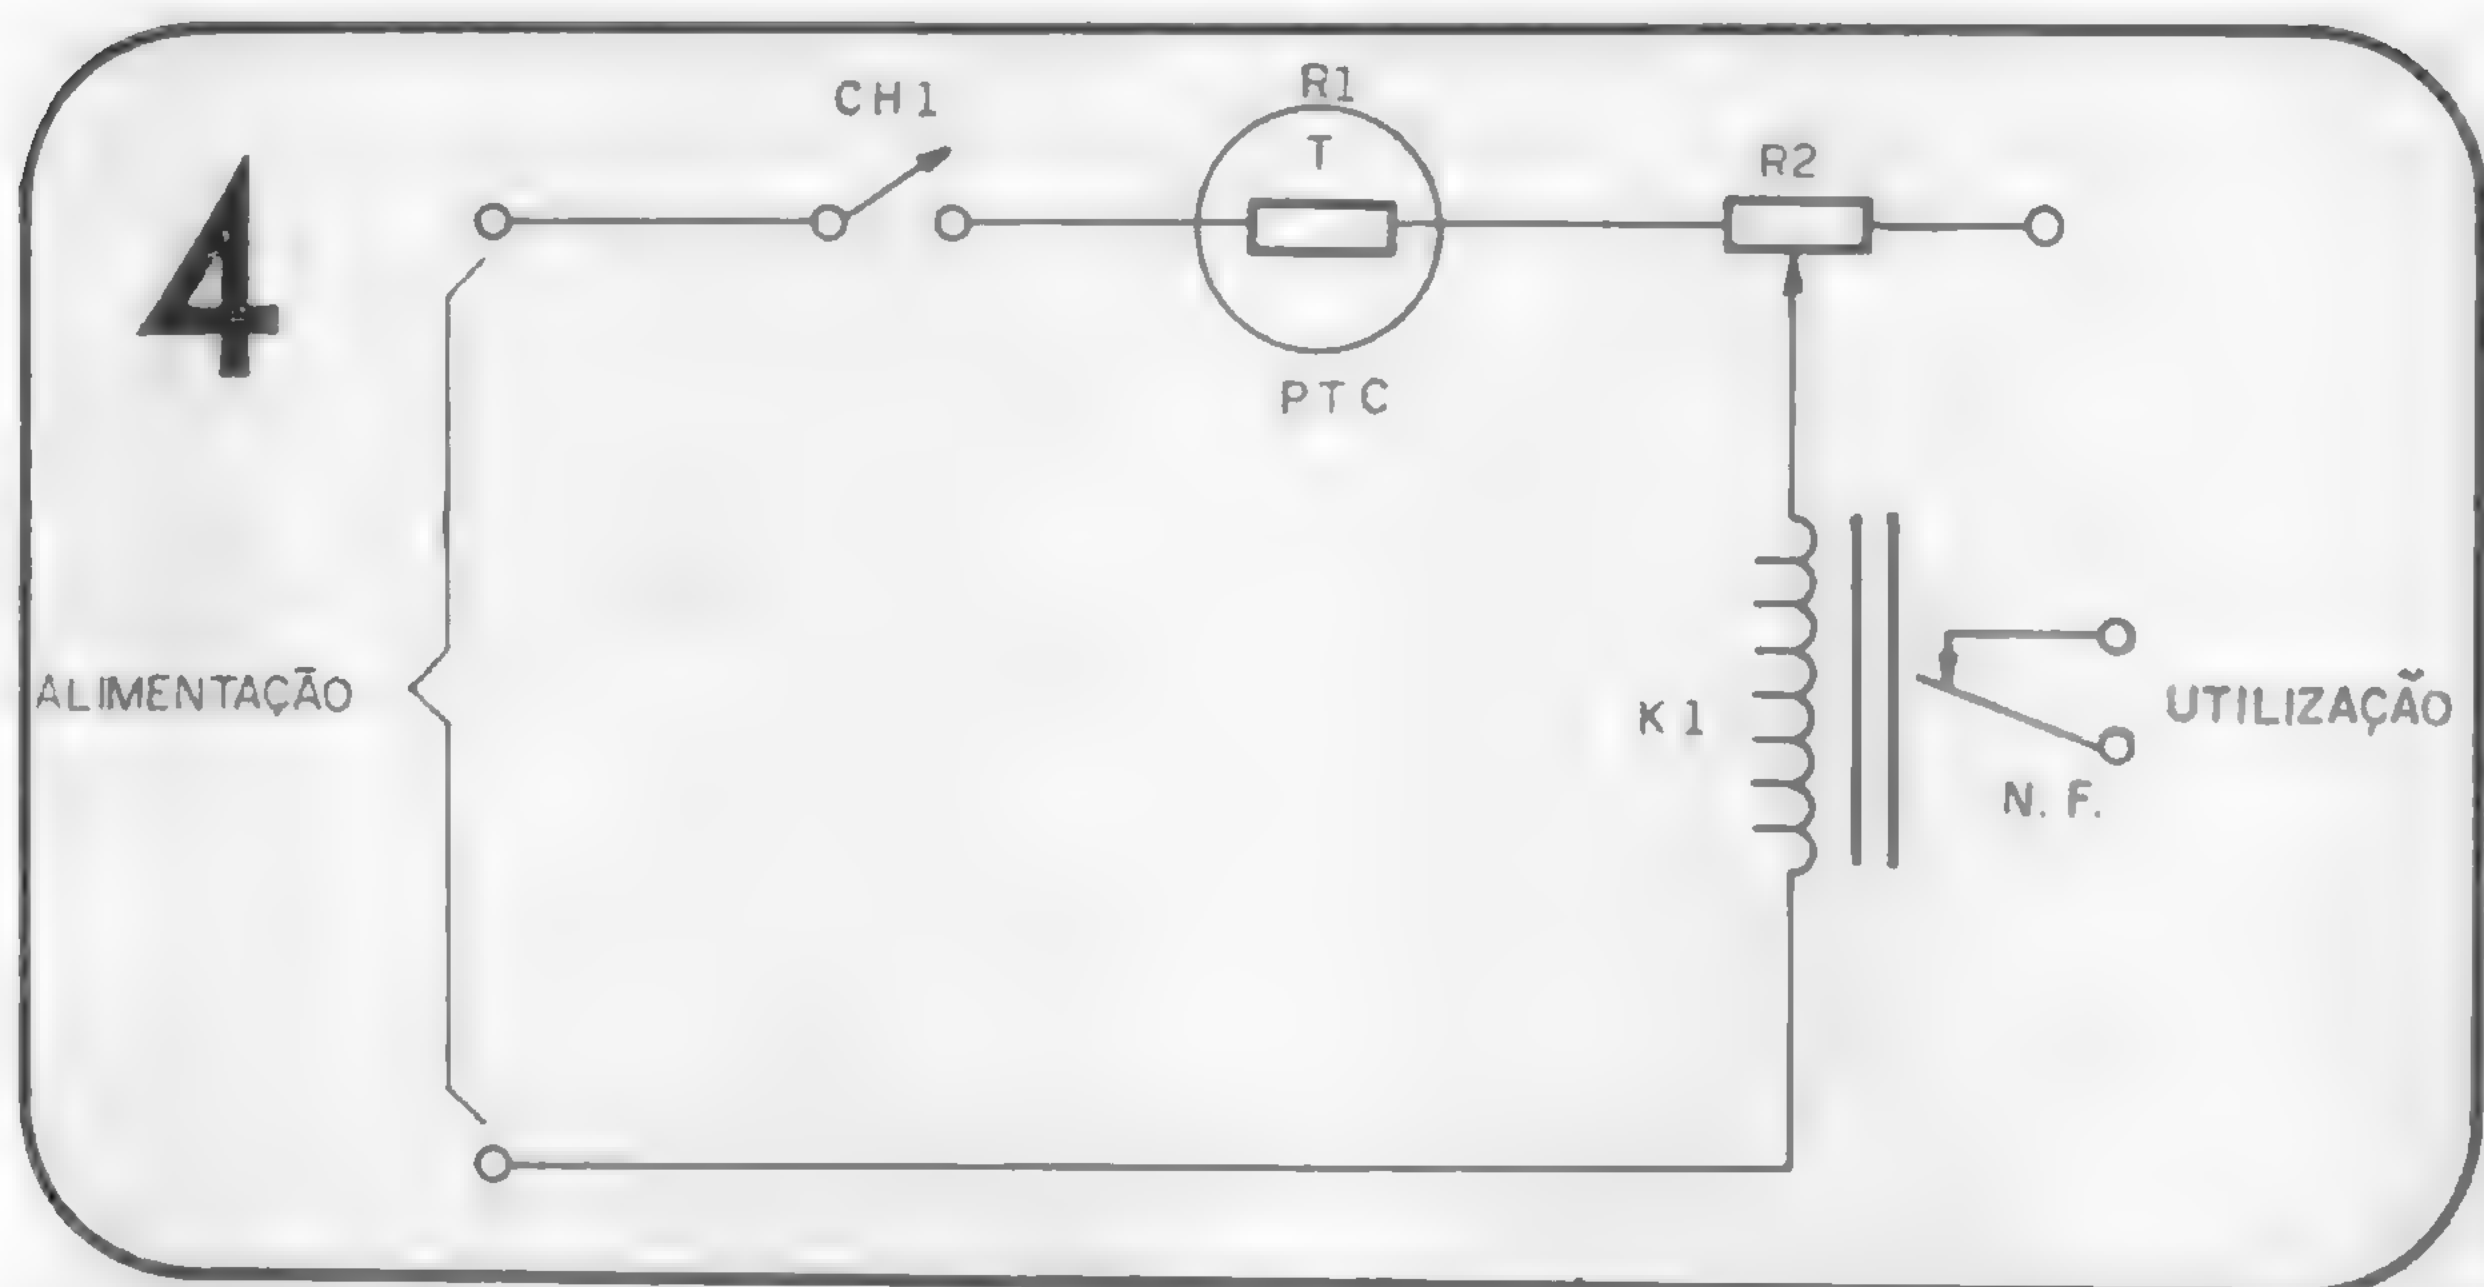 4
CH1
R1
T
PTC
R2
ALIMENTAÇÃO
K1
UTILIZAÇÃO
N. F.